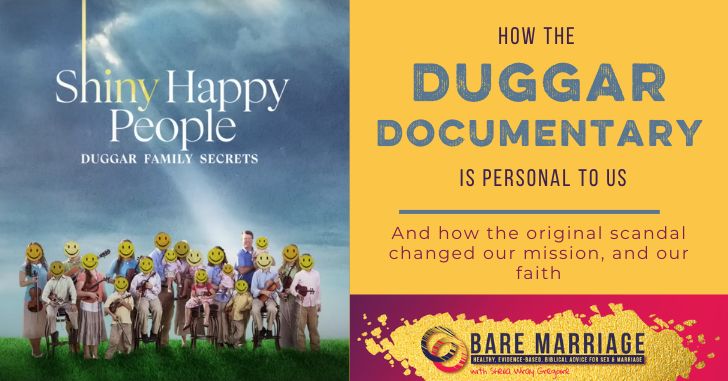 Shiny Happy
People
DUGGAR FAMILY SECRETS
HOW THE
DUGGAR
DOCUMENTARY
IS PERSONAL TO US
And how the original scandal
changed our mission, and our
faith
BARE MARRIAGE
HEALTHY, EVIDENCE-BASED, BIBLICAL ADVICE FOR SEX & MARRIAGE
with Sheila Wray Gregoire